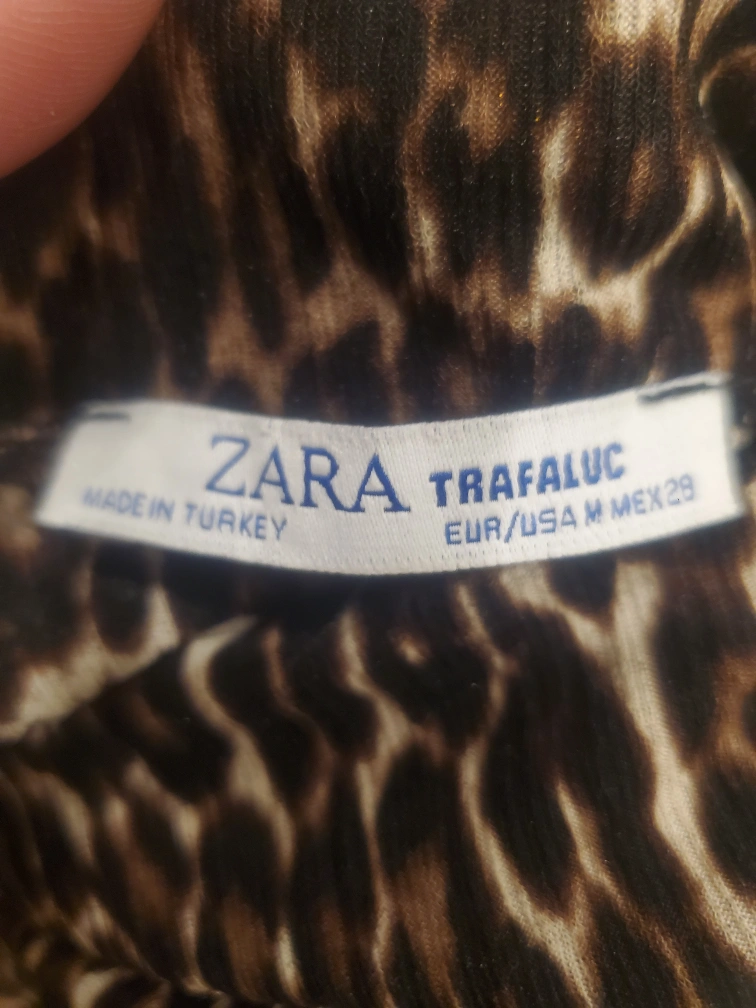 ZARA TRAFALUC
MADE IN TURKEY EUR/USA M MEX 28